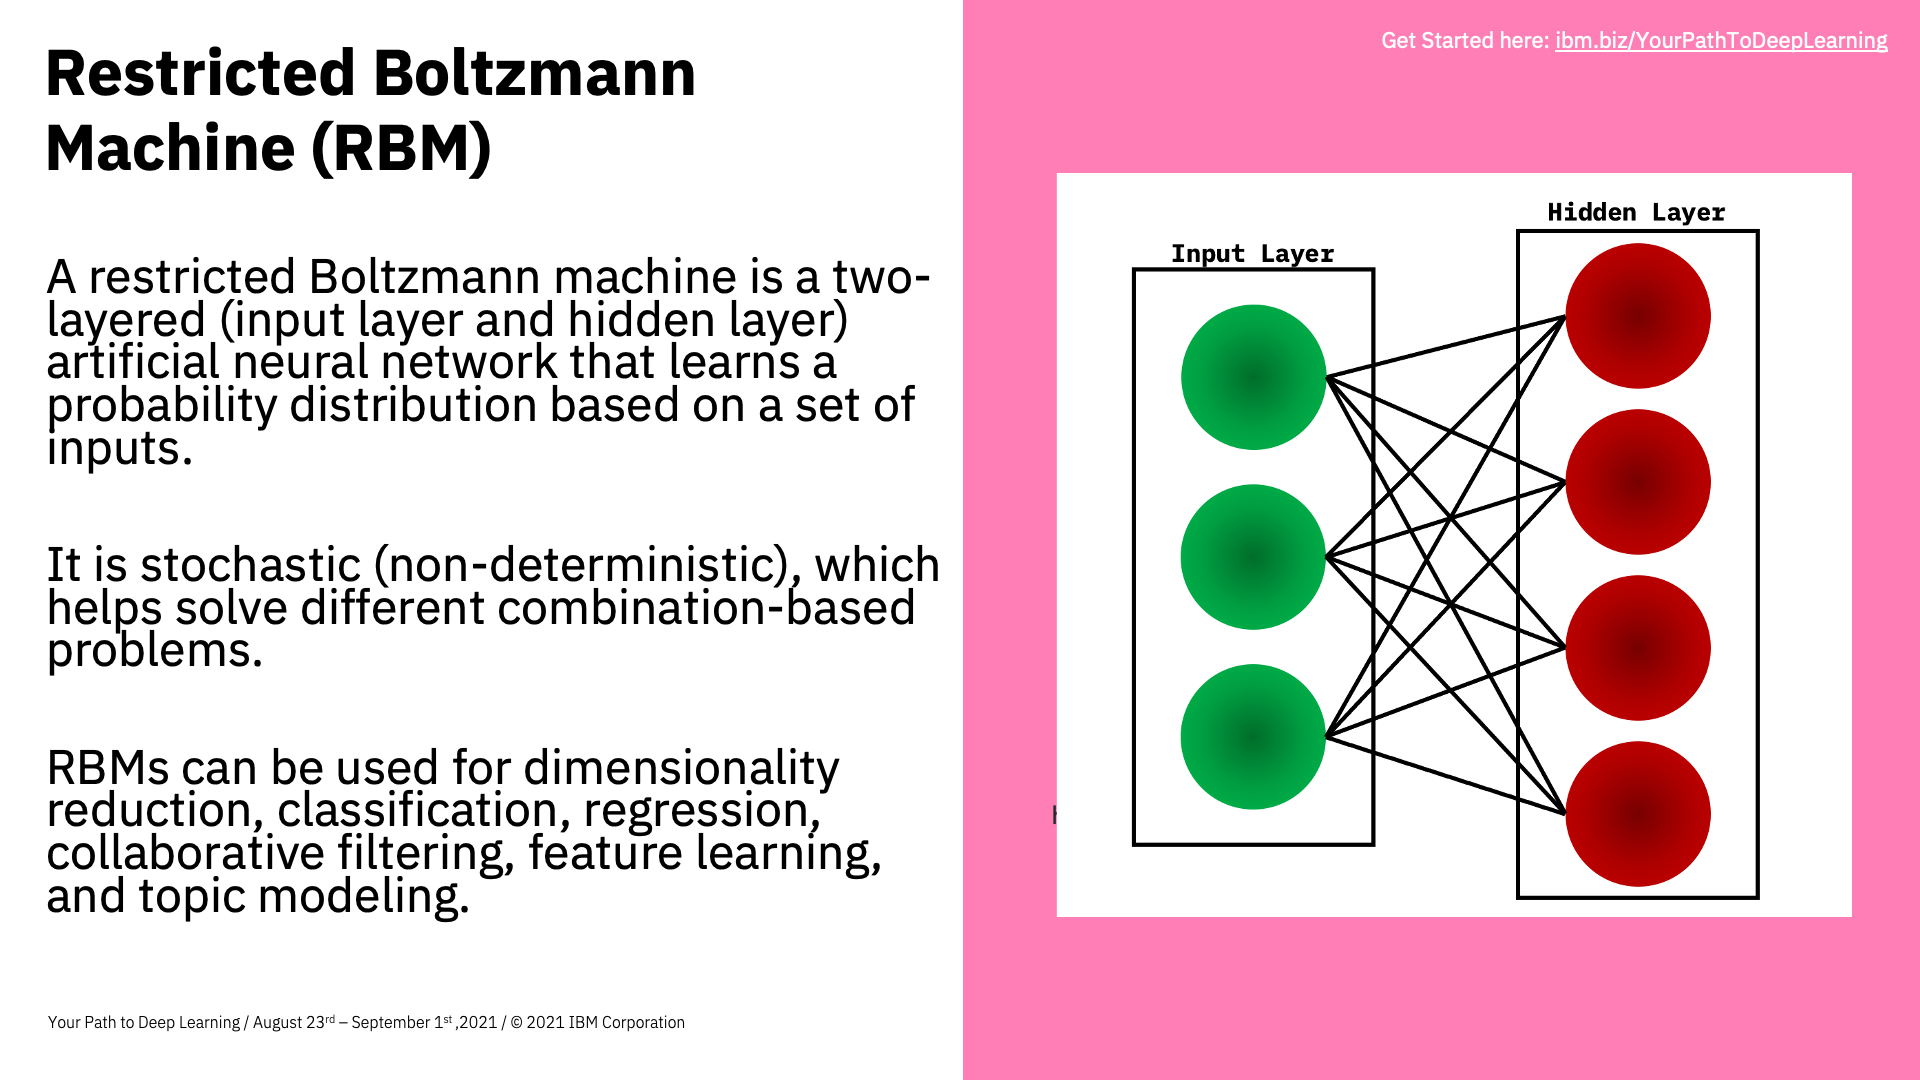 Restricted Boltzmann
Machine (RBM)
A restricted Boltzmann machine is a two-
layered (input layer and hidden layer)
artificial neural network that learns a
probability distribution based on a set of
inputs.
It is stochastic (non-deterministic), which
helps solve different combination-based
problems.
RBMs can be used for dimensionality
reduction, classification, regression,
collaborative filtering, feature learning,
and topic modeling.
Your Path to Deep Learning / August 23rd – September 1st ,2021 / © 2021 IBM Corporation
Get Started here: ibm.biz/YourPathToDeepLearning
Input Layer
Hidden Layer